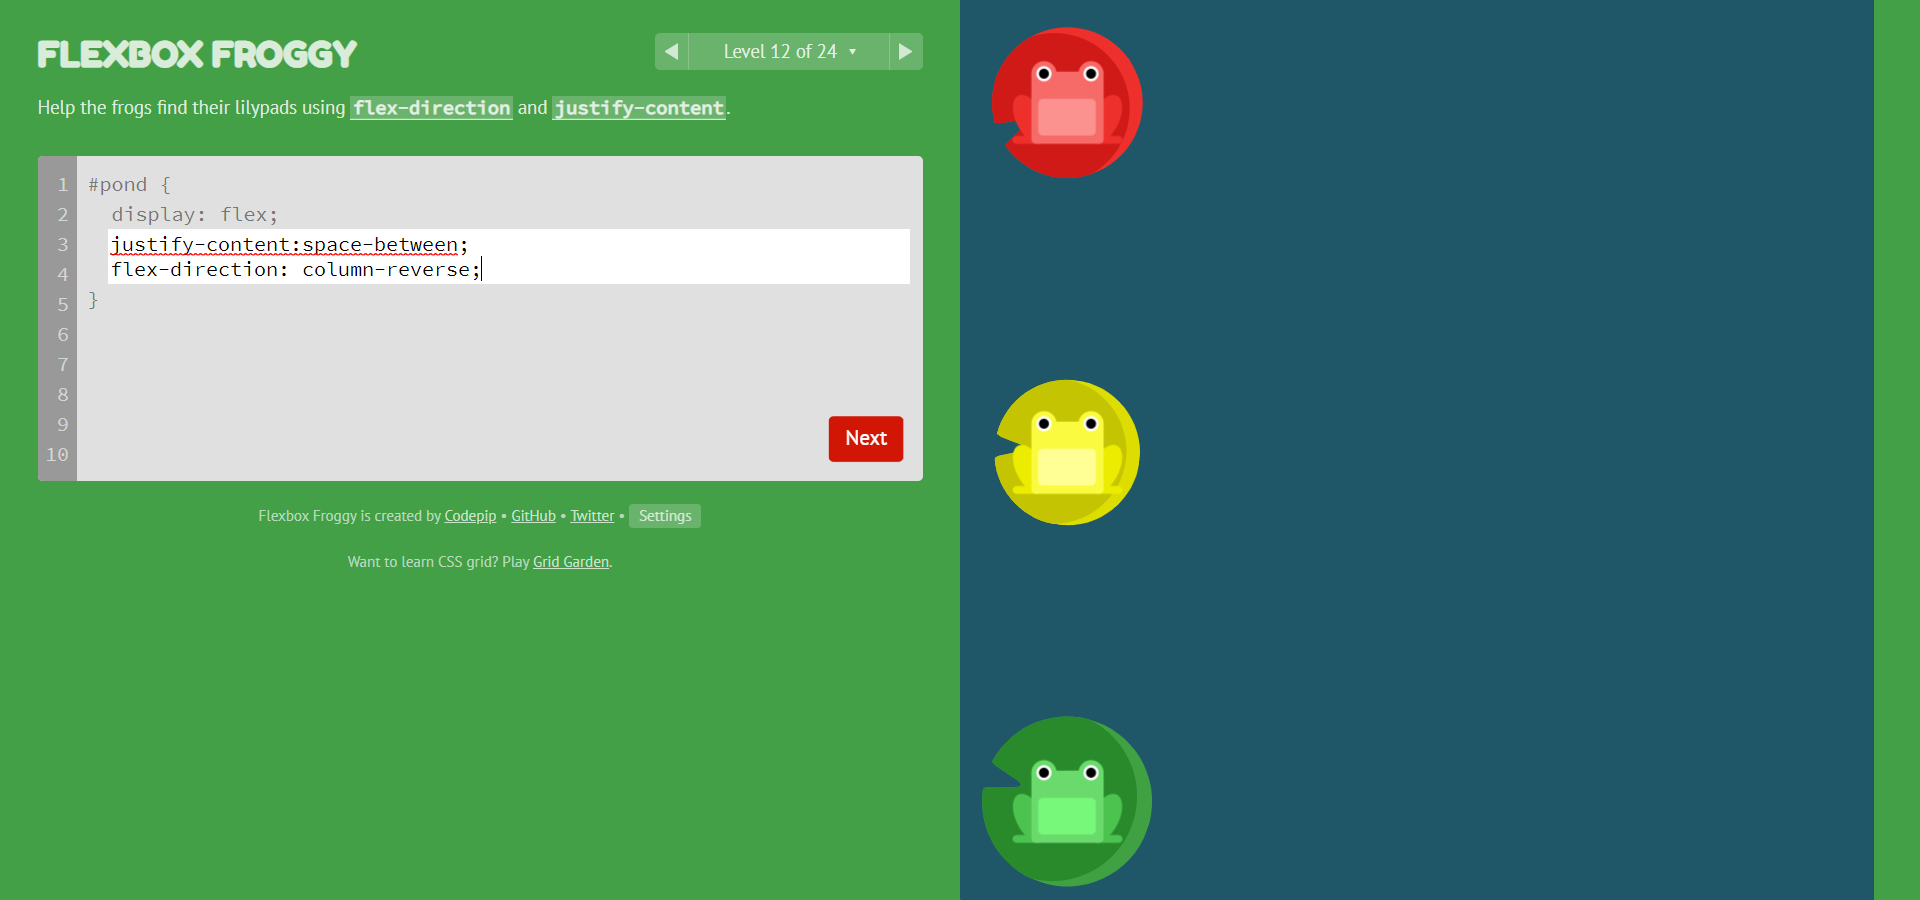 FLEXBOX FROGGY
◀ Level 12 of 24 ▾ ▶
Help the frogs find their lilypads using flex-direction and justify-content.
1 #pond {
2 display: flex;
3 justify-content:space-between;
4 flex-direction: column-reverse;
5 }
6
7
8
9
10
Next
Flexbox Froggy is created by Codepip • GitHub • Twitter • Settings
Want to learn CSS grid? Play Grid Garden.